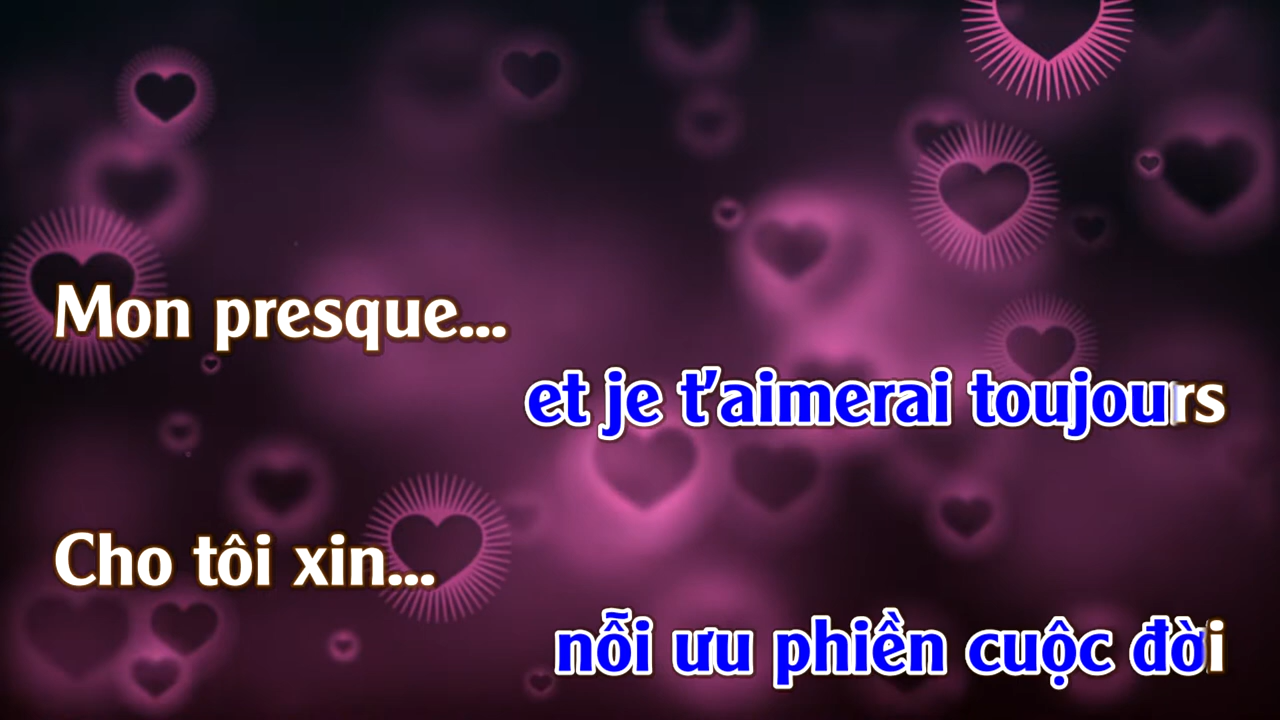 Mon presque...
et je t'aimerai toujours
Cho tôi xin...
nỗi ưu phiền cuộc đời